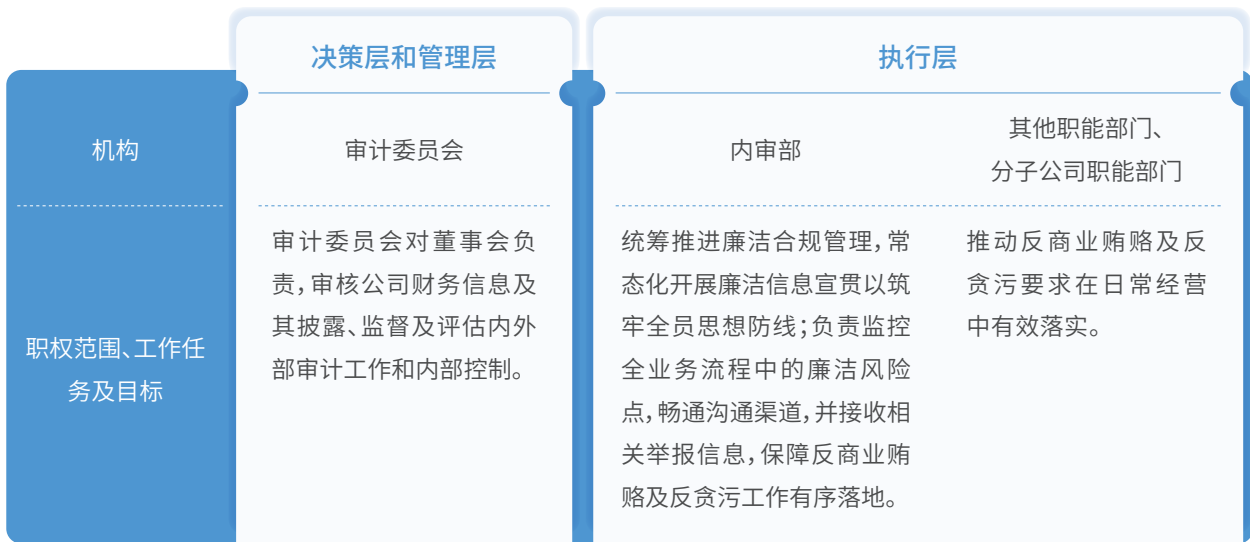 决策层和管理层
执行层
机构
审计委员会
内审部
其他职能部门、
分子公司职能部门
职权范围、工作任
务及目标
审计委员会对董事会负
责，审核公司财务信息及
其披露、监督及评估内外
部审计工作和内部控制。
统筹推进廉洁合规管理，常
态化开展廉洁信息宣贯以筑
牢全员思想防线；负责监控
全业务流程中的廉洁风险
点，畅通沟通渠道，并接收相
关举报信息，保障反商业贿
赂及反贪污工作有序落地。
推动反商业贿赂及反
贪污要求在日常经营
中有效落实。